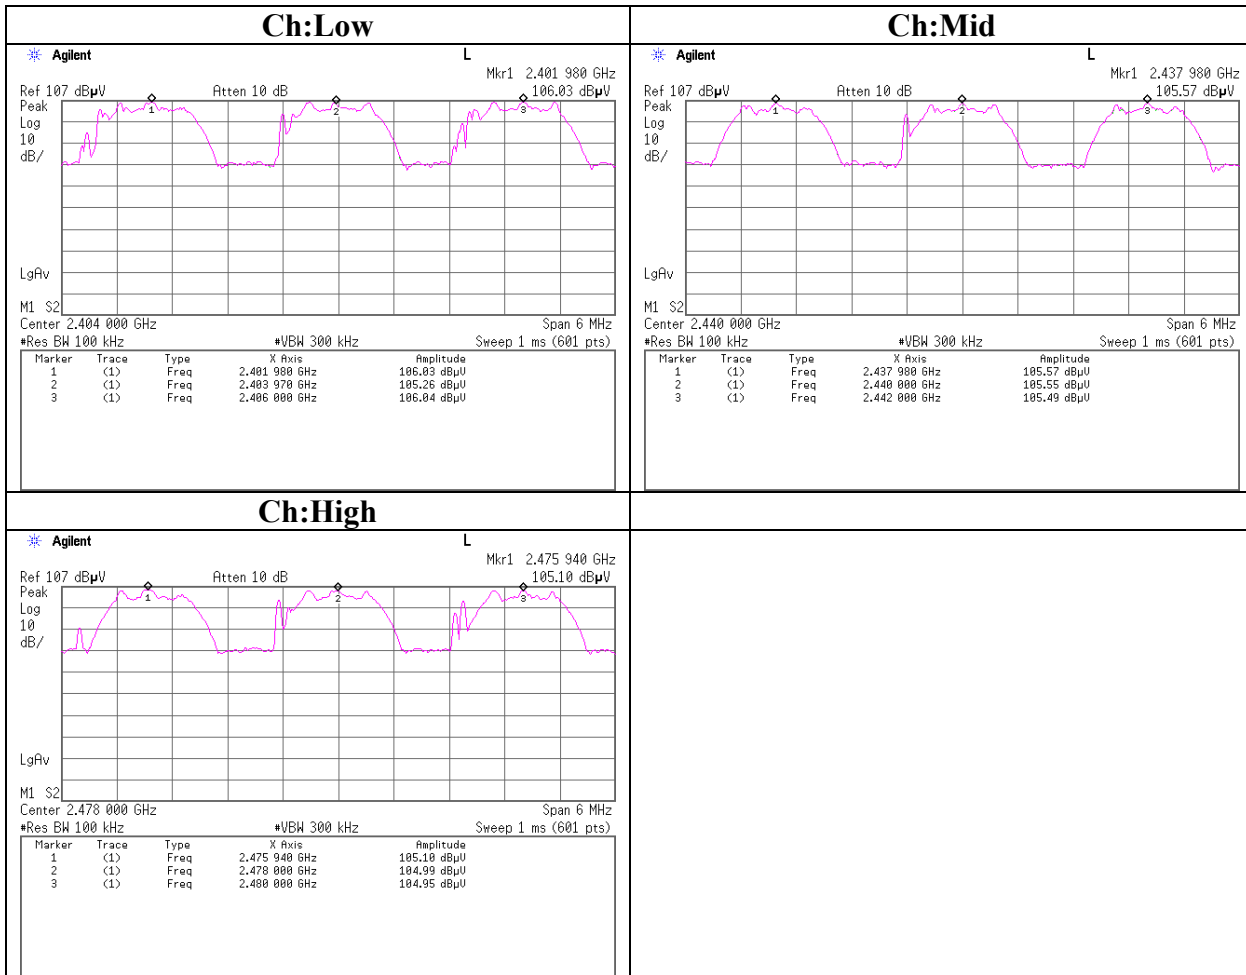 Ch:Low
Agilent L
Mkr1 2.401 980 GHz
Ref 107 dBµV Atten 10 dB 106.03 dBµV
Peak
Log
10
dB/
1 2 3
LgAv
M1 S2
Center 2.404 000 GHz Span 6 MHz
#Res BW 100 kHz #VBW 300 kHz Sweep 1 ms (601 pts)
Marker Trace Type X Axis Amplitude
1 (1) Freq 2.401 980 GHz 106.03 dBµV
2 (1) Freq 2.403 970 GHz 105.26 dBµV
3 (1) Freq 2.406 000 GHz 106.04 dBµV
Ch:Mid
Agilent L
Mkr1 2.437 980 GHz
Ref 107 dBµV Atten 10 dB 105.57 dBµV
Peak
Log
10
dB/
1 2 3
LgAv
M1 S2
Center 2.440 000 GHz Span 6 MHz
#Res BW 100 kHz #VBW 300 kHz Sweep 1 ms (601 pts)
Marker Trace Type X Axis Amplitude
1 (1) Freq 2.437 980 GHz 105.57 dBµV
2 (1) Freq 2.440 000 GHz 105.55 dBµV
3 (1) Freq 2.442 000 GHz 105.49 dBµV
Ch:High
Agilent L
Mkr1 2.475 940 GHz
Ref 107 dBµV Atten 10 dB 105.10 dBµV
Peak
Log
10
dB/
1 2 3
LgAv
M1 S2
Center 2.478 000 GHz Span 6 MHz
#Res BW 100 kHz #VBW 300 kHz Sweep 1 ms (601 pts)
Marker Trace Type X Axis Amplitude
1 (1) Freq 2.475 940 GHz 105.10 dBµV
2 (1) Freq 2.478 000 GHz 104.99 dBµV
3 (1) Freq 2.480 000 GHz 104.95 dBµV